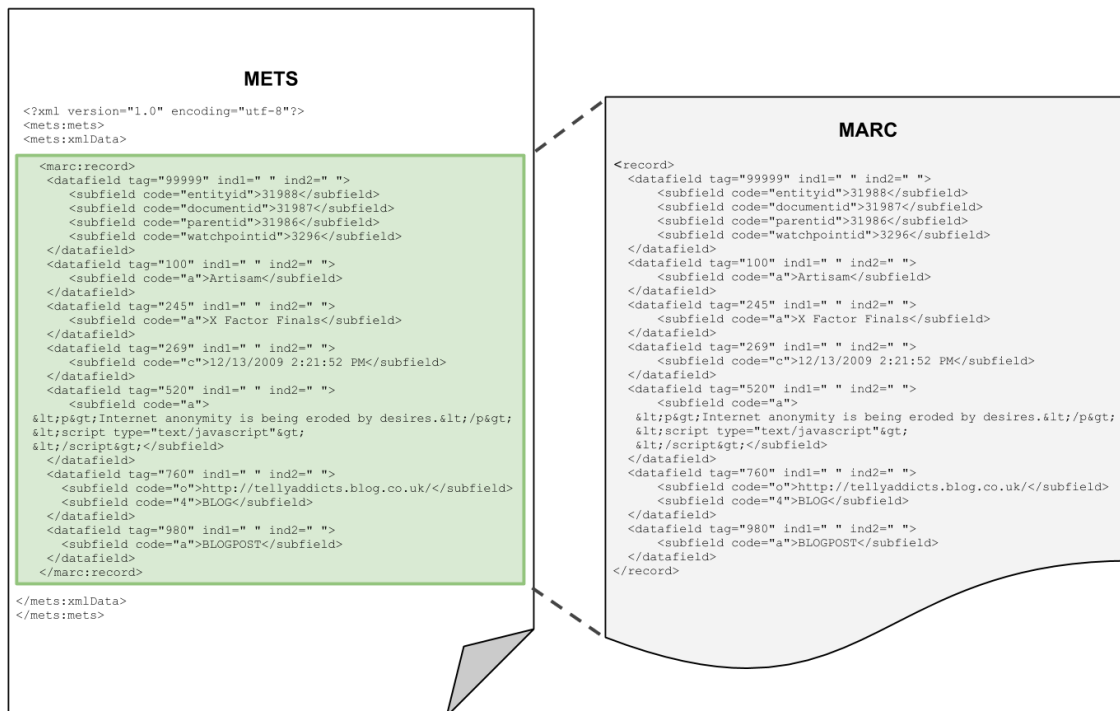 METS
<?xml version="1.0" encoding="utf-8"?>
<mets:mets>
<mets:xmlData>
<marc:record>
<datafield tag="99999" ind1=" " ind2=" ">
<subfield code="entityid">31988</subfield>
<subfield code="documentid">31987</subfield>
<subfield code="parentid">31986</subfield>
<subfield code="watchpointid">3296</subfield>
</datafield>
<datafield tag="100" ind1=" " ind2=" ">
<subfield code="a">Artisam</subfield>
</datafield>
<datafield tag="245" ind1=" " ind2=" ">
<subfield code="a">X Factor Finals</subfield>
</datafield>
<datafield tag="269" ind1=" " ind2=" ">
<subfield code="c">12/13/2009 2:21:52 PM</subfield>
</datafield>
<datafield tag="520" ind1=" " ind2=" ">
<subfield code="a">
&lt;p&gt;Internet anonymity is being eroded by desires.&lt;/p&gt;
&lt;script type="text/javascript"&gt;
&lt;/script&gt;</subfield>
</datafield>
<datafield tag="760" ind1=" " ind2=" ">
<subfield code="o">http://tellyaddicts.blog.co.uk/</subfield>
<subfield code="4">BLOG</subfield>
</datafield>
<datafield tag="980" ind1=" " ind2=" ">
<subfield code="a">BLOGPOST</subfield>
</datafield>
</marc:record>
</mets:xmlData>
</mets:mets>
MARC
<record>
<datafield tag="99999" ind1=" " ind2=" ">
<subfield code="entityid">31988</subfield>
<subfield code="documentid">31987</subfield>
<subfield code="parentid">31986</subfield>
<subfield code="watchpointid">3296</subfield>
</datafield>
<datafield tag="100" ind1=" " ind2=" ">
<subfield code="a">Artisam</subfield>
</datafield>
<datafield tag="245" ind1=" " ind2=" ">
<subfield code="a">X Factor Finals</subfield>
</datafield>
<datafield tag="269" ind1=" " ind2=" ">
<subfield code="c">12/13/2009 2:21:52 PM</subfield>
</datafield>
<datafield tag="520" ind1=" " ind2=" ">
<subfield code="a">
&lt;p&gt;Internet anonymity is being eroded by desires.&lt;/p&gt;
&lt;script type="text/javascript"&gt;
&lt;/script&gt;</subfield>
</datafield>
<datafield tag="760" ind1=" " ind2=" ">
<subfield code="o">http://tellyaddicts.blog.co.uk/</subfield>
<subfield code="4">BLOG</subfield>
</datafield>
<datafield tag="980" ind1=" " ind2=" ">
<subfield code="a">BLOGPOST</subfield>
</datafield>
</record>